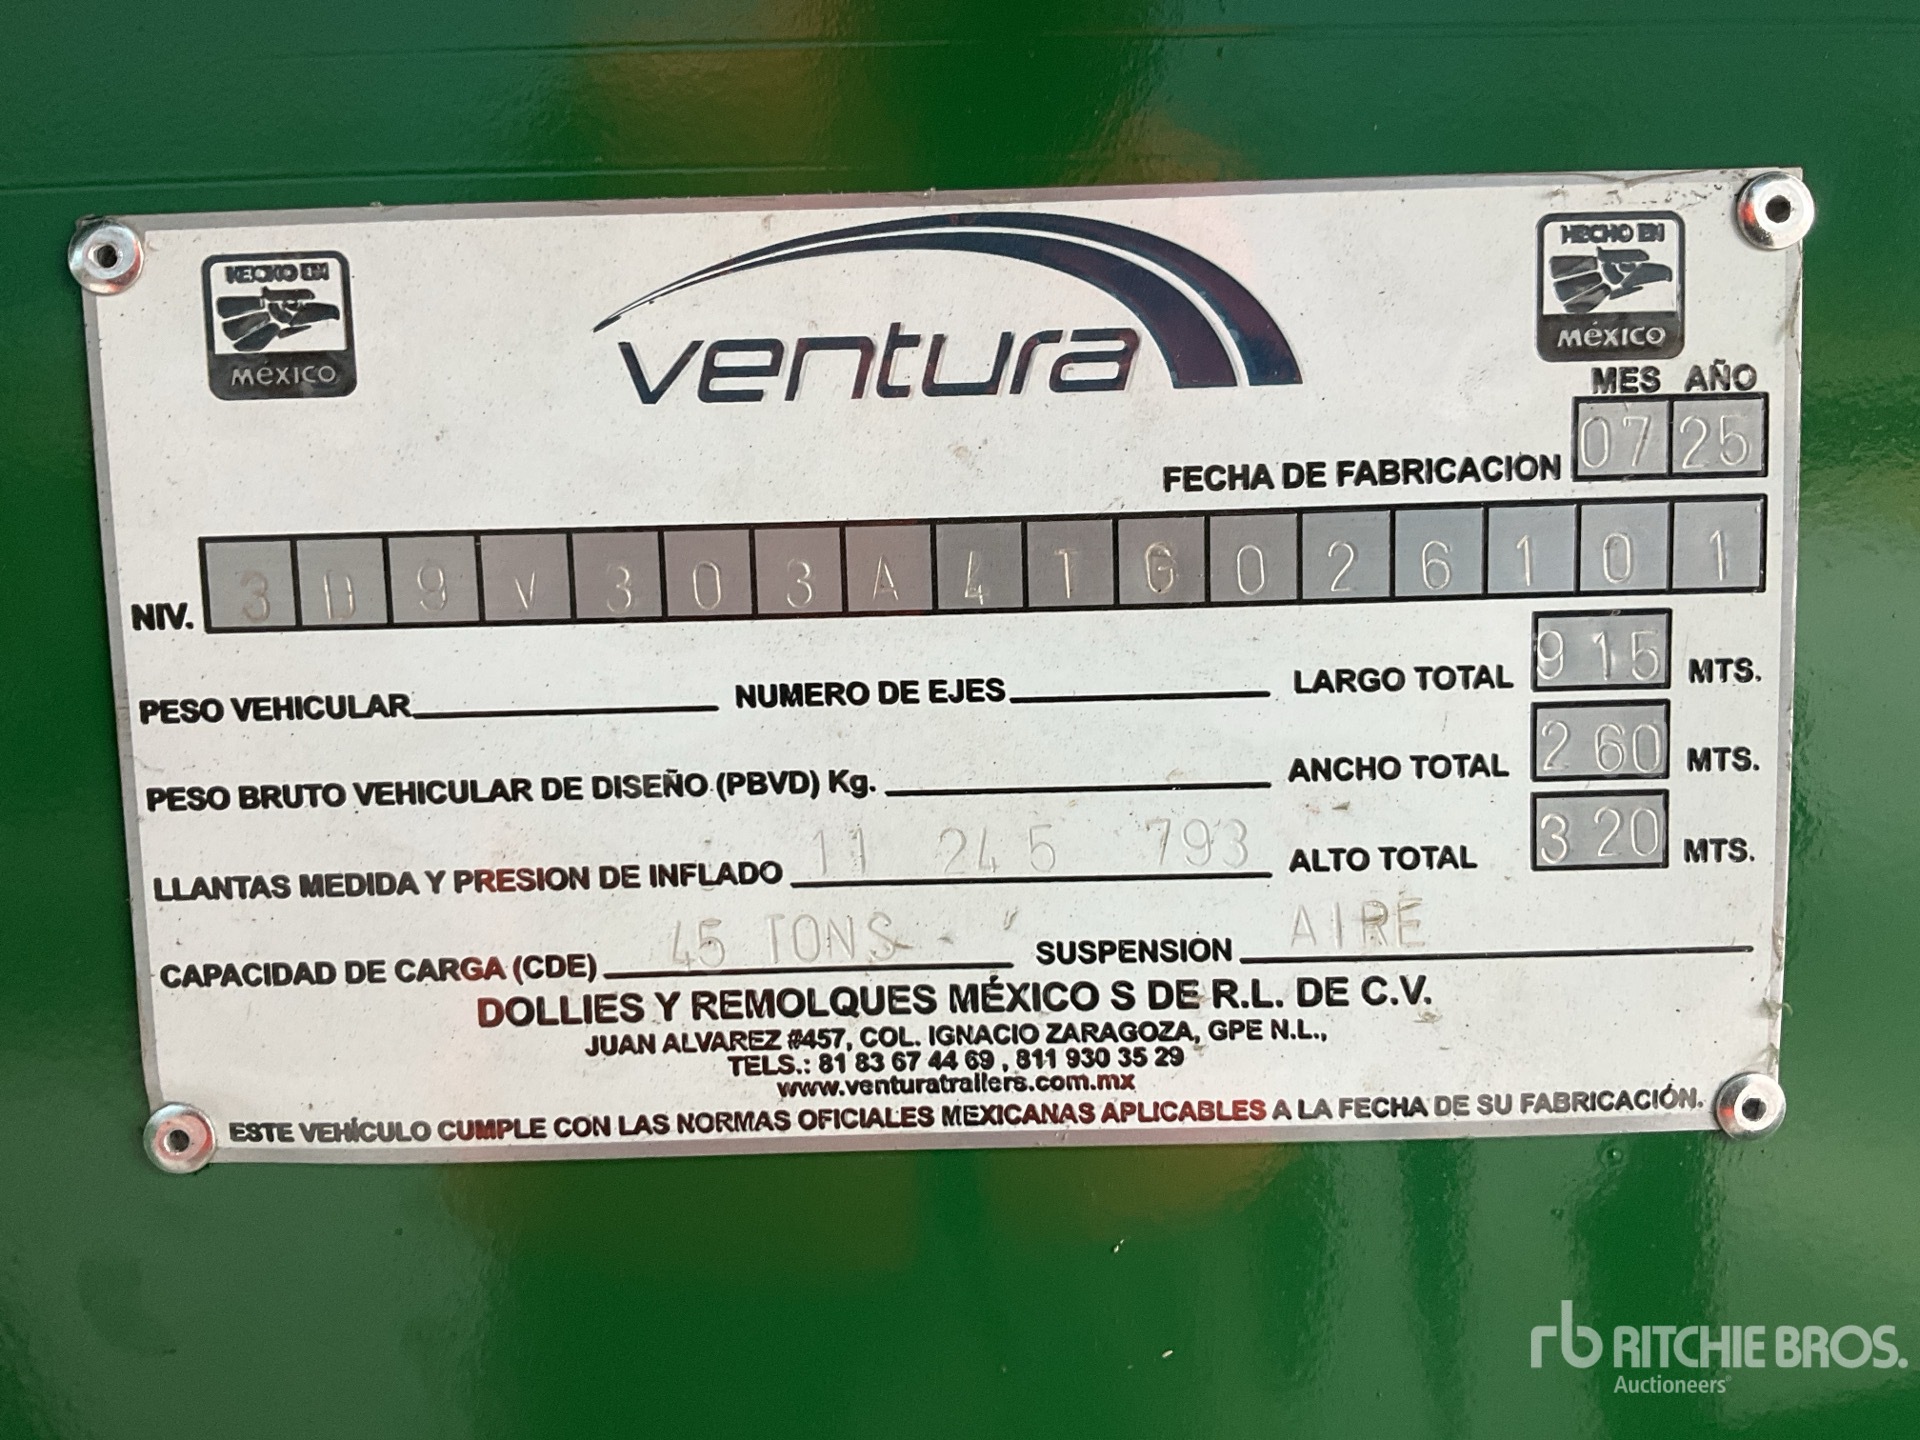 HECHO EN
MéXICO
ventura
HECHO EN
MéXICO
MES AÑO
FECHA DE FABRICACION 07 25
NIV. 3 D 9 V 3 0 3 A 4 1 G 0 2 6 1 0 1
PESO VEHICULAR NUMERO DE EJES LARGO TOTAL 9 15 MTS.
PESO BRUTO VEHICULAR DE DISEÑO (PBVD) Kg. ANCHO TOTAL 2 60 MTS.
LLANTAS MEDIDA Y PRESION DE INFLADO 11 24 5 793 ALTO TOTAL 3 20 MTS.
CAPACIDAD DE CARGA (CDE) 45 TONS SUSPENSIÓN AIRE
DOLLIES Y REMOLQUES MÉXICO S DE R.L. DE C.V.
JUAN ALVAREZ #457, COL. IGNACIO ZARAGOZA, GPE N.L.,
TELS.: 81 83 67 44 69 , 811 930 35 29
www.venturatrailers.com.mx
ESTE VEHÍCULO CUMPLE CON LAS NORMAS OFICIALES MEXICANAS APLICABLES A LA FECHA DE SU FABRICACIÓN.
rb RITCHIE BROS.
Auctioneers